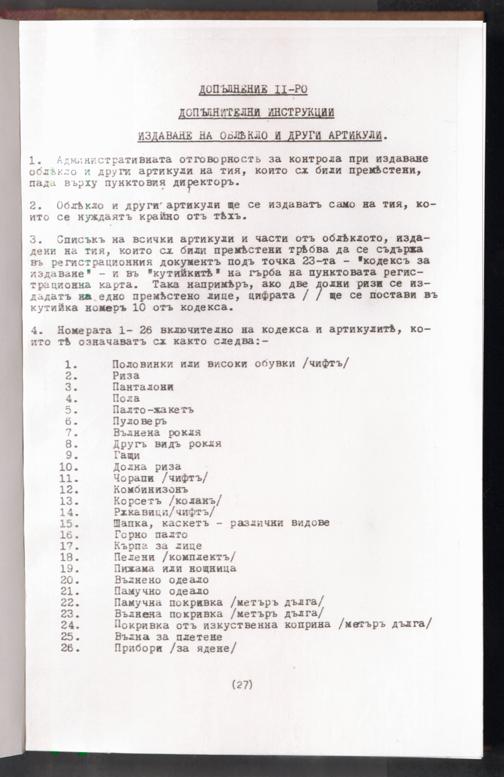 ДОПЪЛНЕНИЕ II-РО
ДОПЪЛНИТЕЛНИ ИНСТРУКЦИИ
ИЗДАВАНЕ НА ОБЛѢКЛО И ДРУГИ АРТИКУЛИ.
1. Административната отговорность за контрола при издаване
облѣкло и други артикули на тия, които сѫ били премѣстени,
пада върху пунктовия директоръ.
2. Облѣкло и други артикули ще се издаватъ само на тия, ко-
ито се нуждаятъ крайно отъ тѣхъ.
3. Списъкъ на всички артикули и части отъ облѣклото, изда-
дени на тия, които сѫ били премѣстени трѣбва да се съдържа
въ регистрационния документъ подъ точка 23-та - "кодексъ за
издаване" - и въ "кутийкитѣ" на гърба на пунктовата регис-
трационна карта. Така напримѣръ, ако две долни ризи се из-
дадатъ на едно премѣстено лице, цифрата / / ще се постави въ
кутийка номеръ 10 отъ кодекса.
4. Номерата 1- 26 включително на кодекса и артикулитѣ, ко-
ито тѣ означаватъ сѫ както следва:-
1. Половинки или високи обувки /чифтъ/
2. Риза
3. Панталони
4. Пола
5. Палто-жакетъ
6. Пуловеръ
7. Вълнена рокля
8. Другъ видъ рокля
9. Гащи
10. Долна риза
11. Чорапи /чифтъ/
12. Комбинизонъ
13. Корсетъ /коланъ/
14. Рѫкавици/чифтъ/
15. Шапка, каскетъ - различни видове
16. Горно палто
17. Кърпа за лице
18. Пелени /комплектъ/
19. Пижама или нощница
20. Вълнено одеало
21. Памучно одеало
22. Памучна покривка /метъръ дълга/
23. Вълнена покривка /метъръ дълга/
24. Покривка отъ изкуствена коприна /метъръ дълга/
25. Вълна за плетене
26. Прибори /за ядене/
(27)